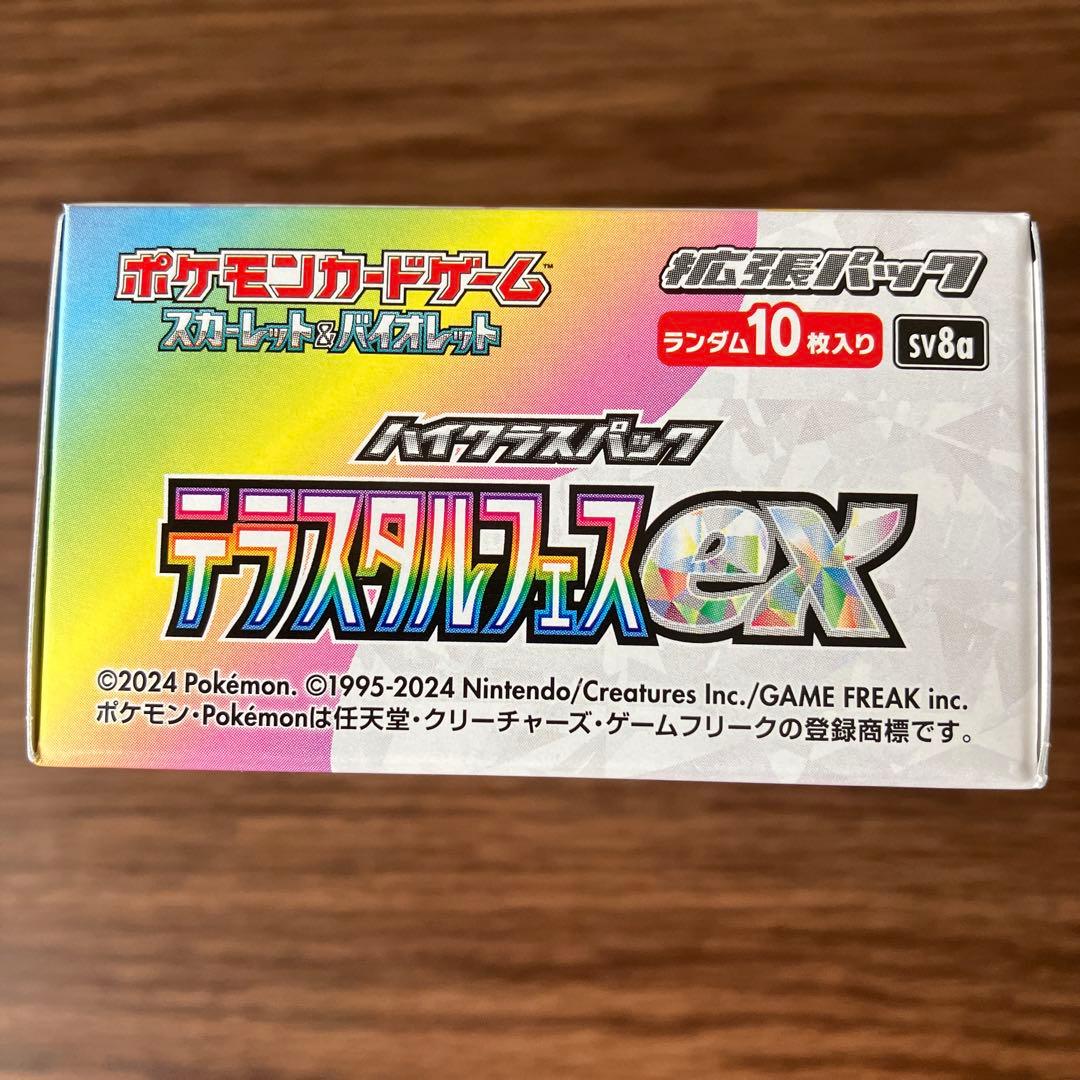 ポケモンカードゲーム™
スカーレット&バイオレット
拡張パック
ランダム10枚入り
SV8a
ハイクラスパック
テラスタルフェスex
©2024 Pokémon. ©1995-2024 Nintendo/Creatures Inc./GAME FREAK inc.
ポケモン・Pokémonは任天堂・クリーチャーズ・ゲームフリークの登録商標です。